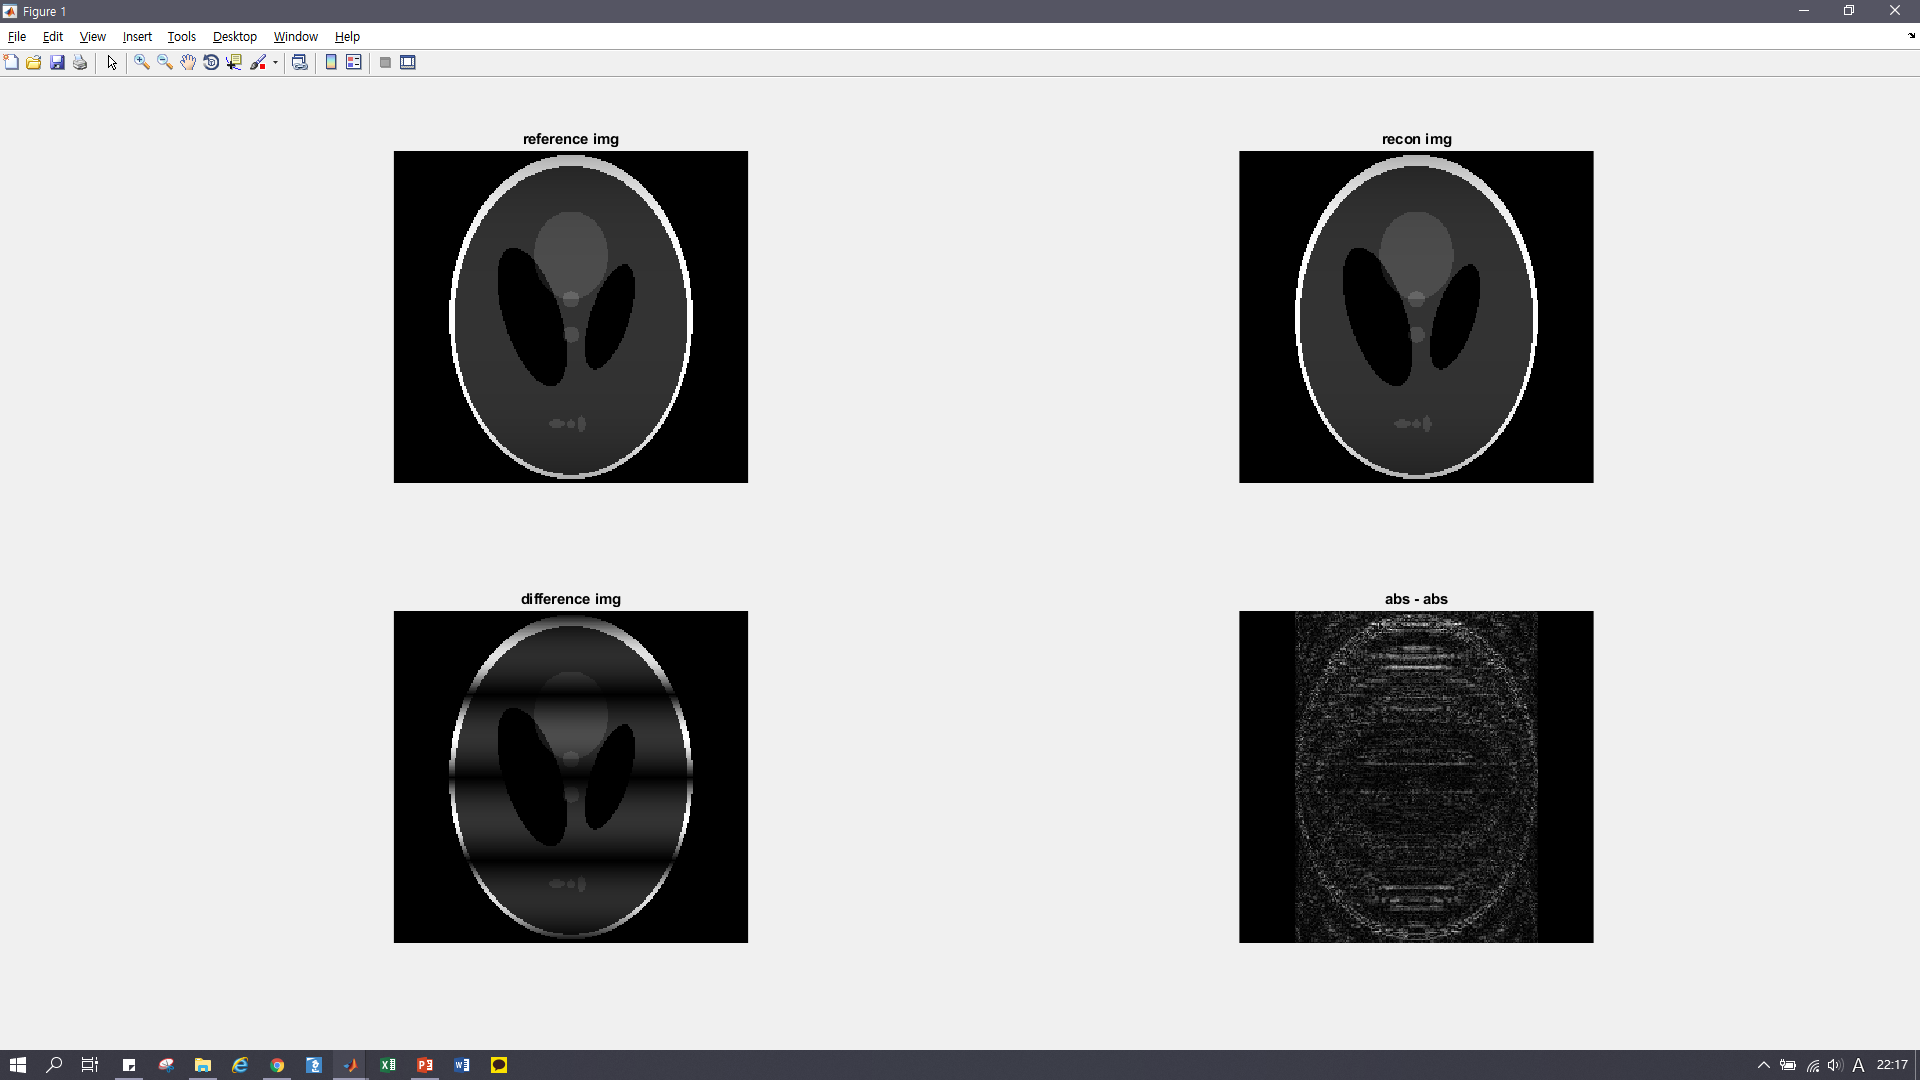 Figure 1
File Edit View Insert Tools Desktop Window Help
reference img
recon img
difference img
abs - abs
A 22:17